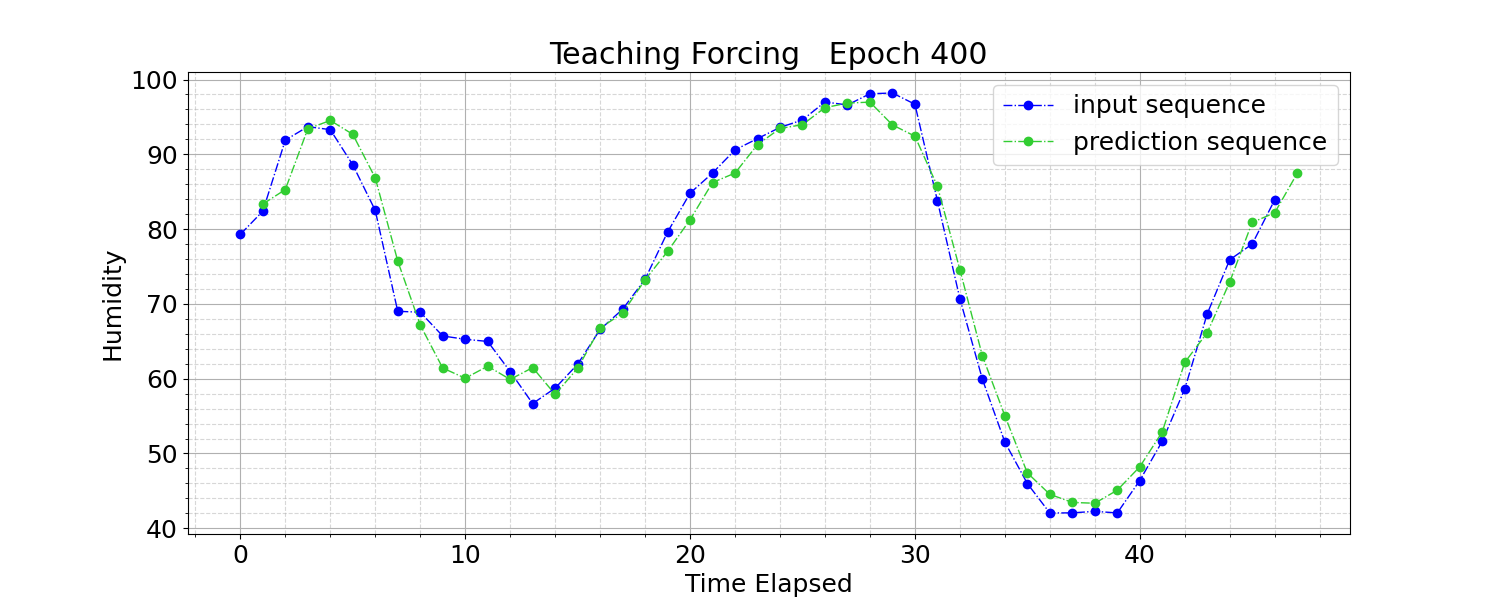 Teaching Forcing   Epoch 400
input sequence
prediction sequence
Humidity
100
90
80
70
60
50
40
0 10 20 30 40
Time Elapsed